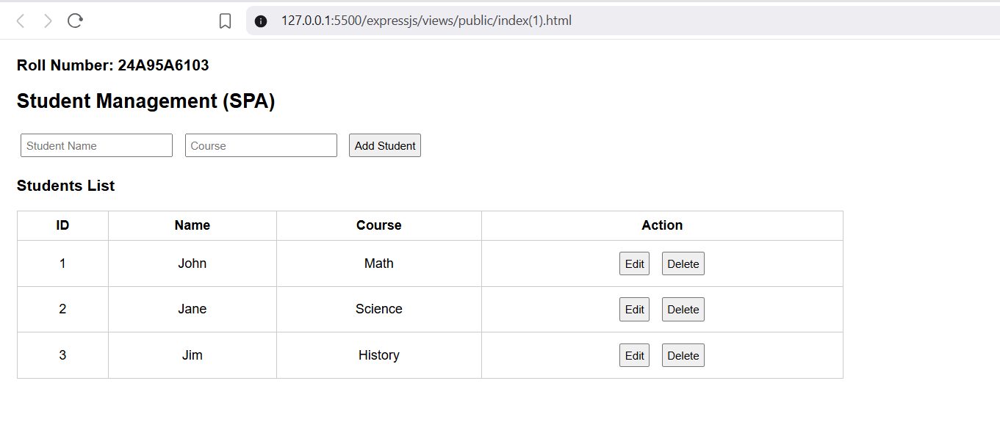 127.0.0.1:5500/expressjs/views/public/index(1).html
Roll Number: 24A95A6103
Student Management (SPA)
Student Name Course Add Student
Students List
ID Name Course Action
1 John Math Edit Delete
2 Jane Science Edit Delete
3 Jim History Edit Delete